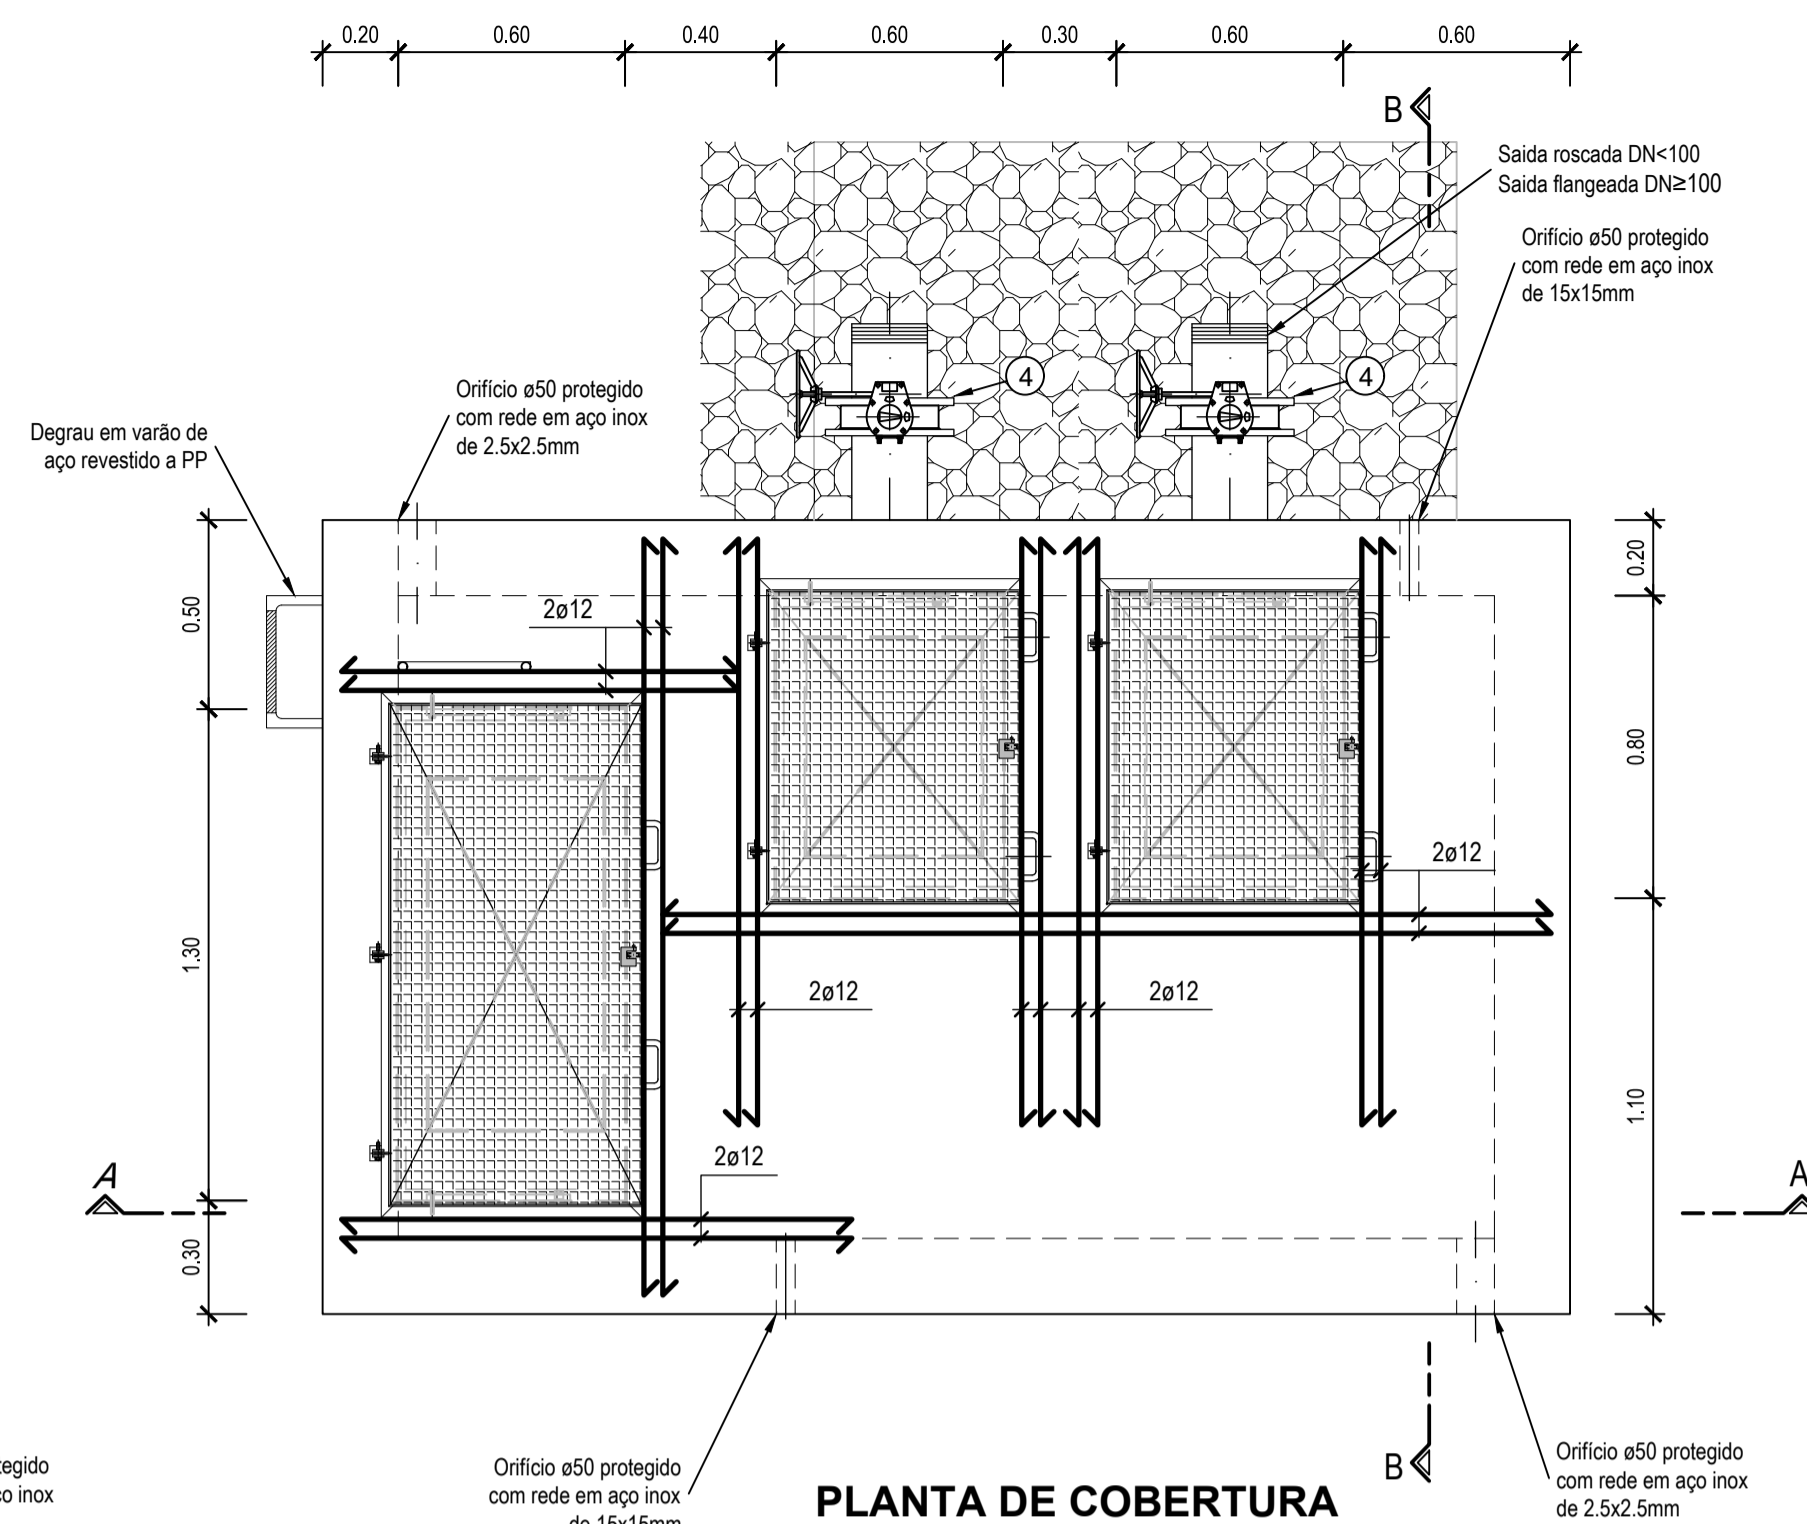 0.20 0.60 0.40 0.60 0.30 0.60 0.60
B
Saida roscada DN<100
Saida flangeada DN≥100
Orifício ø50 protegido
com rede em aço inox
de 15x15mm
4
4
Orifício ø50 protegido
com rede em aço inox
de 2.5x2.5mm
Degrau em varão de
aço revestido a PP
0.50
0.20
2ø12
0.80
2ø12
1.30
2ø12
2ø12
1.10
2ø12
A
A
0.30
B
Orifício ø50 protegido
com rede em aço inox
de 15x15mm
PLANTA DE COBERTURA
Orifício ø50 protegido
com rede em aço inox
de 2.5x2.5mm
inox